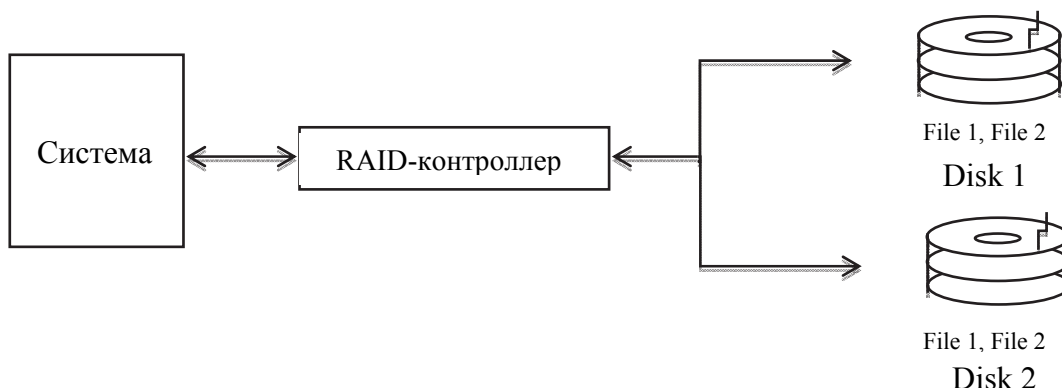 Система
RAID-контроллер
File 1, File 2
Disk 1
File 1, File 2
Disk 2